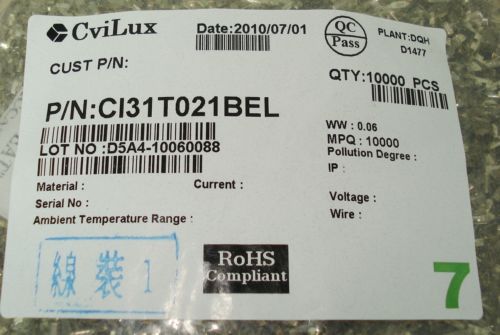 CviLux
Date:2010/07/01
QC
Pass
PLANT:DQH
D1477
CUST P/N:
QTY:10000 PCS
P/N:CI31T021BEL
LOT NO :D5A4-10060088
WW : 0.06
MPQ : 10000
Pollution Degree :
Material :
Current :
IP :
Serial No :
Voltage :
Ambient Temperature Range :
Wire :
線裝1
RoHS
Compliant
7